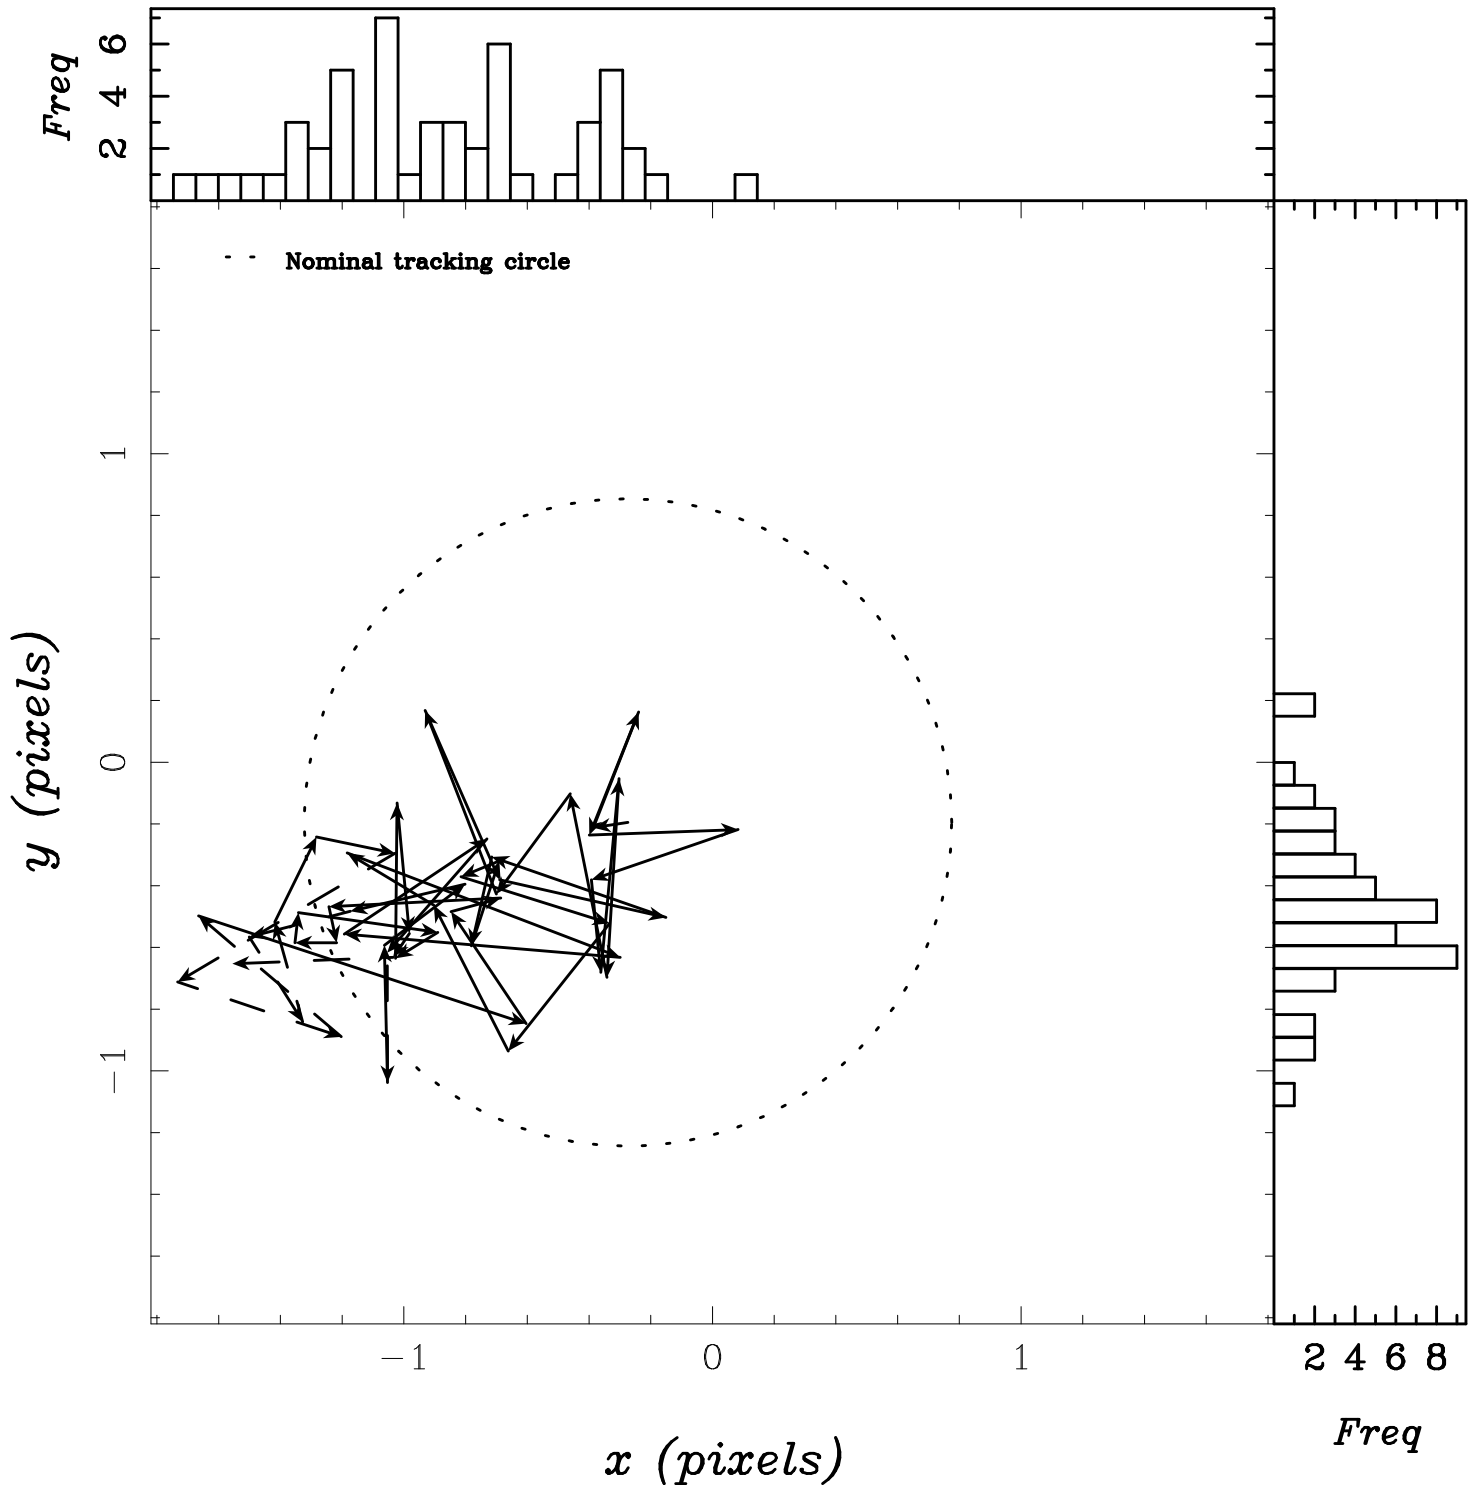 Freq
6
4
2
Nominal tracking circle
1
0
−1
y (pixels)
−1
0
1
x (pixels)
2 4 6 8
Freq